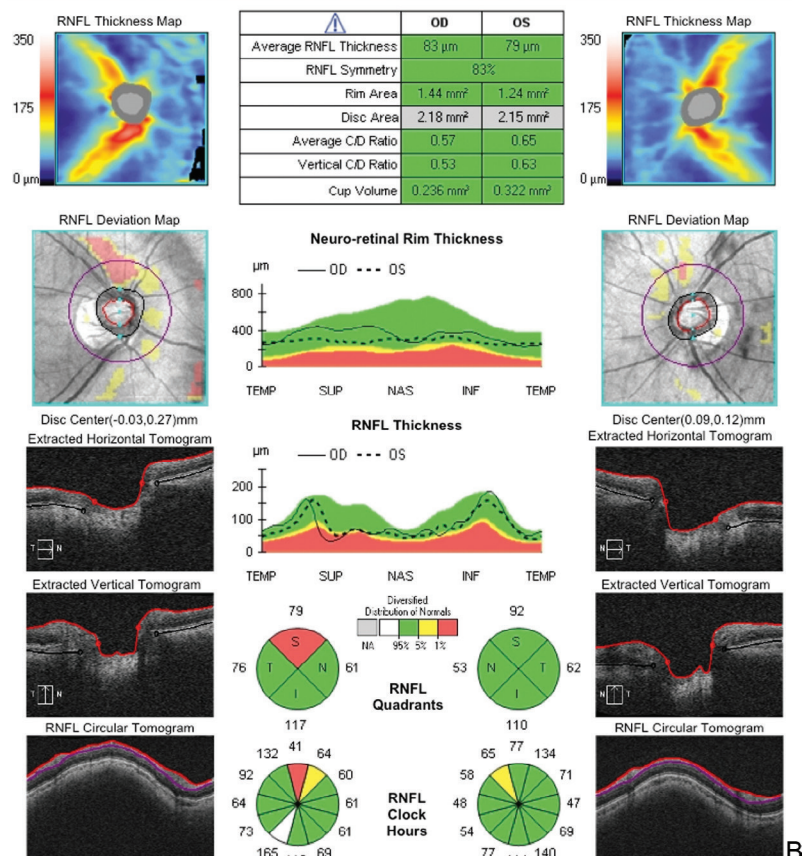 RNFL Thickness Map
350
175
0 µm
OD OS
Average RNFL Thickness 83 µm 79 µm
RNFL Symmetry 83%
Rim Area 1.44 mm² 1.24 mm²
Disc Area 2.18 mm² 2.15 mm²
Average C/D Ratio 0.57 0.65
Vertical C/D Ratio 0.53 0.63
Cup Volume 0.236 mm³ 0.322 mm³
RNFL Thickness Map
350
175
0 µm
RNFL Deviation Map
Disc Center(-0.03,0.27)mm
Neuro-retinal Rim Thickness
µm OD OS
800
400
0
TEMP SUP NAS INF TEMP
RNFL Deviation Map
Disc Center(0.09,0.12)mm
Extracted Horizontal Tomogram
T N
RNFL Thickness
µm OD OS
200
100
0
TEMP SUP NAS INF TEMP
Extracted Horizontal Tomogram
N T
Extracted Vertical Tomogram
T N
Diversified
Distribution of Normals
NA 95% 5% 1%
79
S
76 T N 61
I
117
RNFL
Quadrants
92
S
53 N T 62
I
110
Extracted Vertical Tomogram
T N
RNFL Circular Tomogram
41
132 64
92 60
64 61
73 61
165 69
RNFL
Clock
Hours
77
65 134
58 71
48 47
54 69
77 140
RNFL Circular Tomogram
B